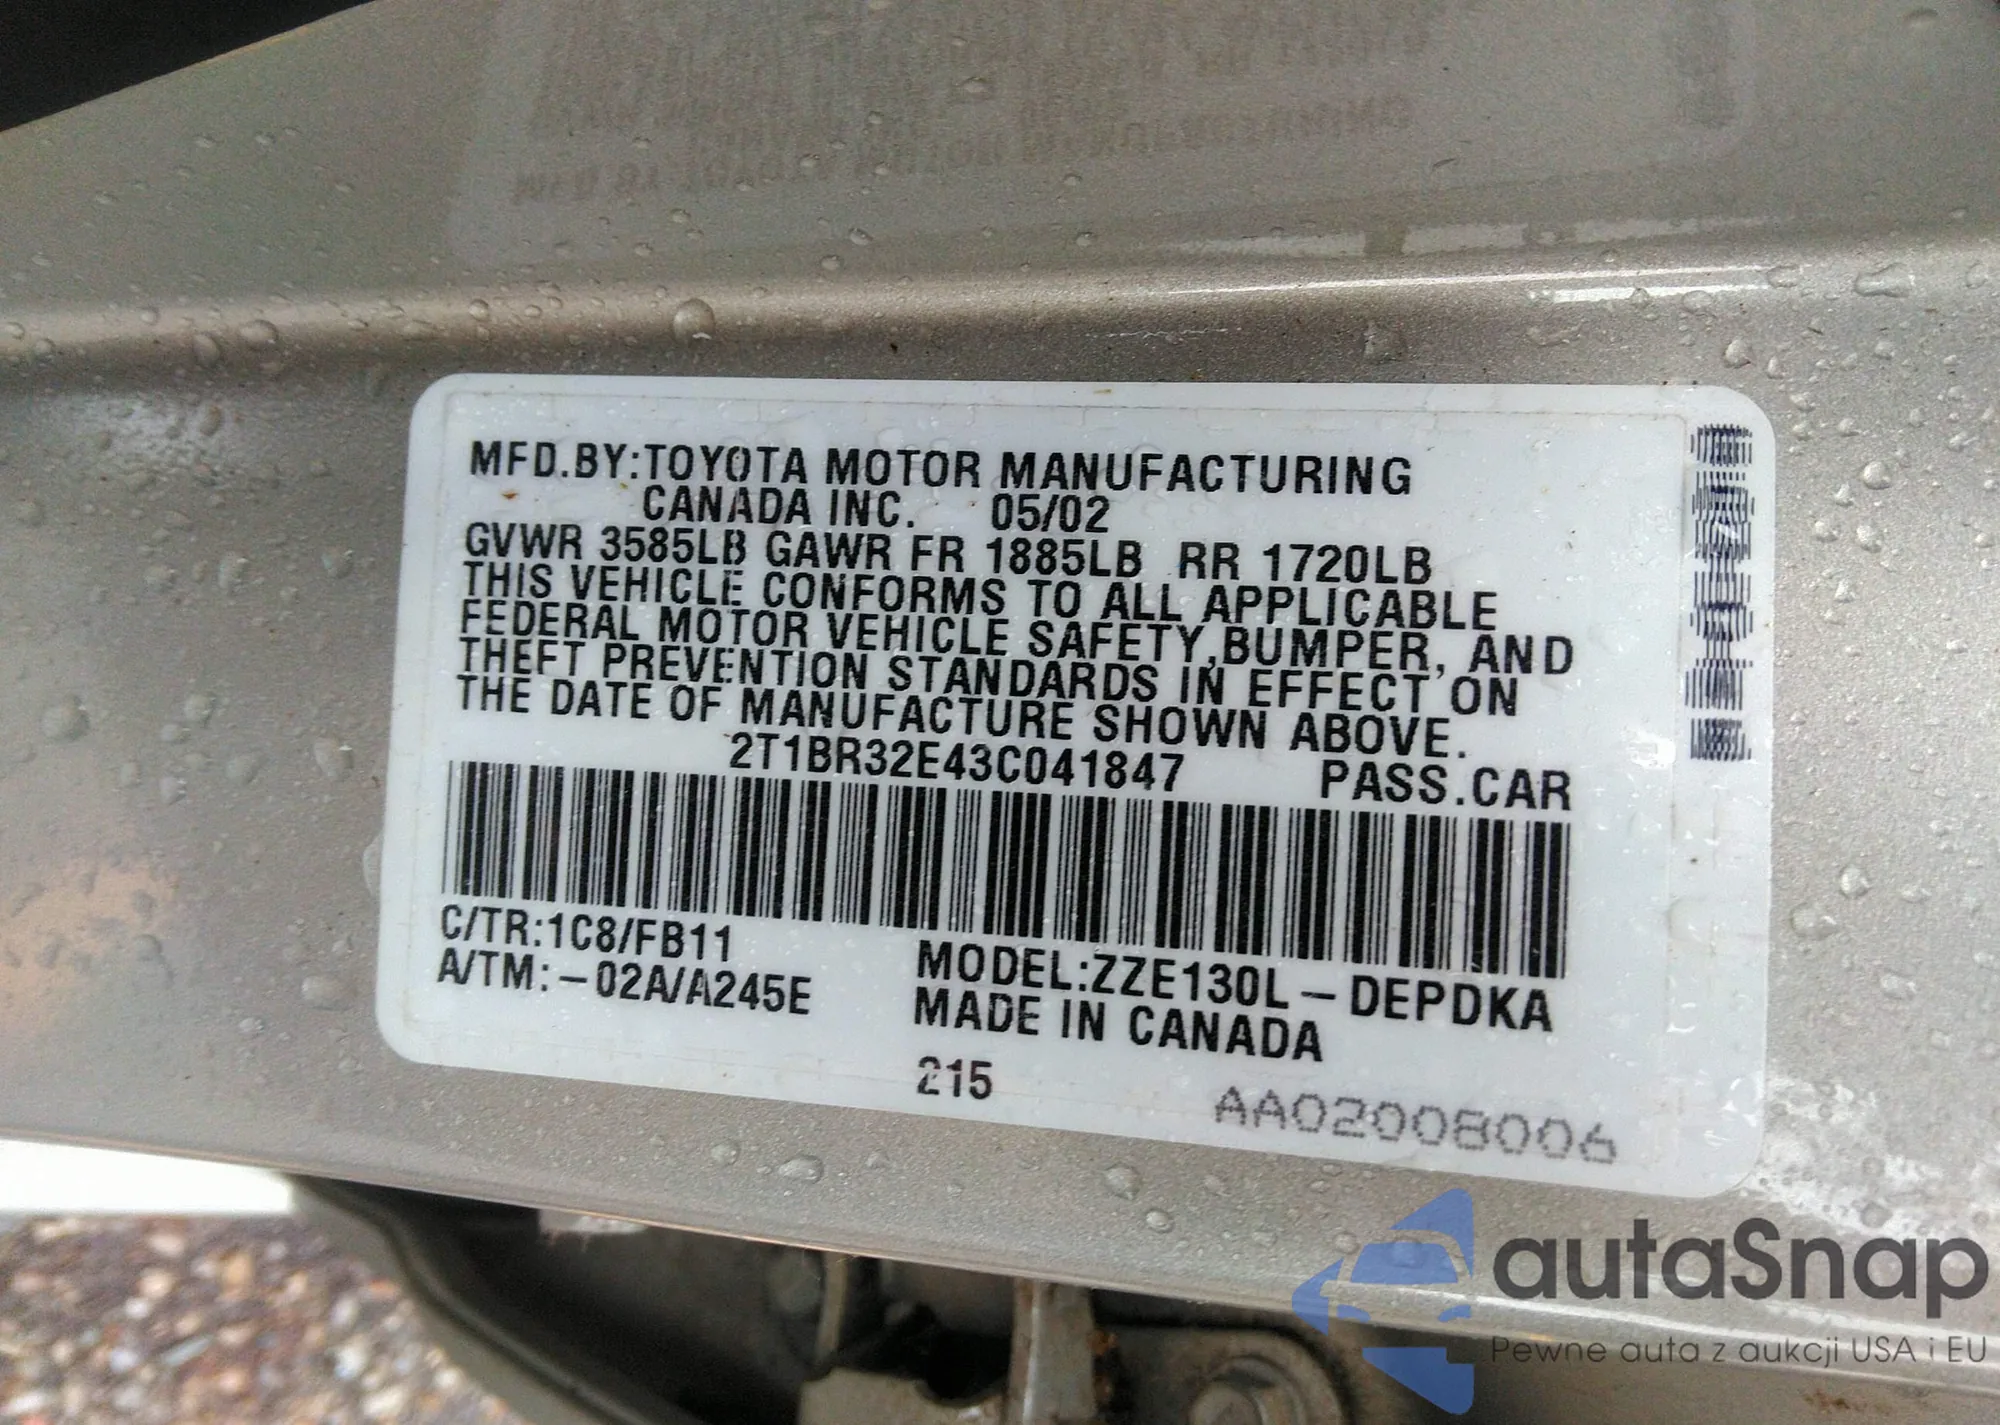 MFD.BY:TOYOTA MOTOR MANUFACTURING
CANADA INC. 05/02
GVWR 3585LB GAWR FR 1885LB RR 1720LB
THIS VEHICLE CONFORMS TO ALL APPLICABLE
FEDERAL MOTOR VEHICLE SAFETY,BUMPER, AND
THEFT PREVENTION STANDARDS IN EFFECT ON
THE DATE OF MANUFACTURE SHOWN ABOVE.
2T1BR32E43C041847 PASS.CAR
C/TR:1C8/FB11
A/TM:-02A/A245E
MODEL:ZZE130L-DEPDKA
MADE IN CANADA
215
AA02008006
autaSnap
Pewne auta z aukcji USA i EU